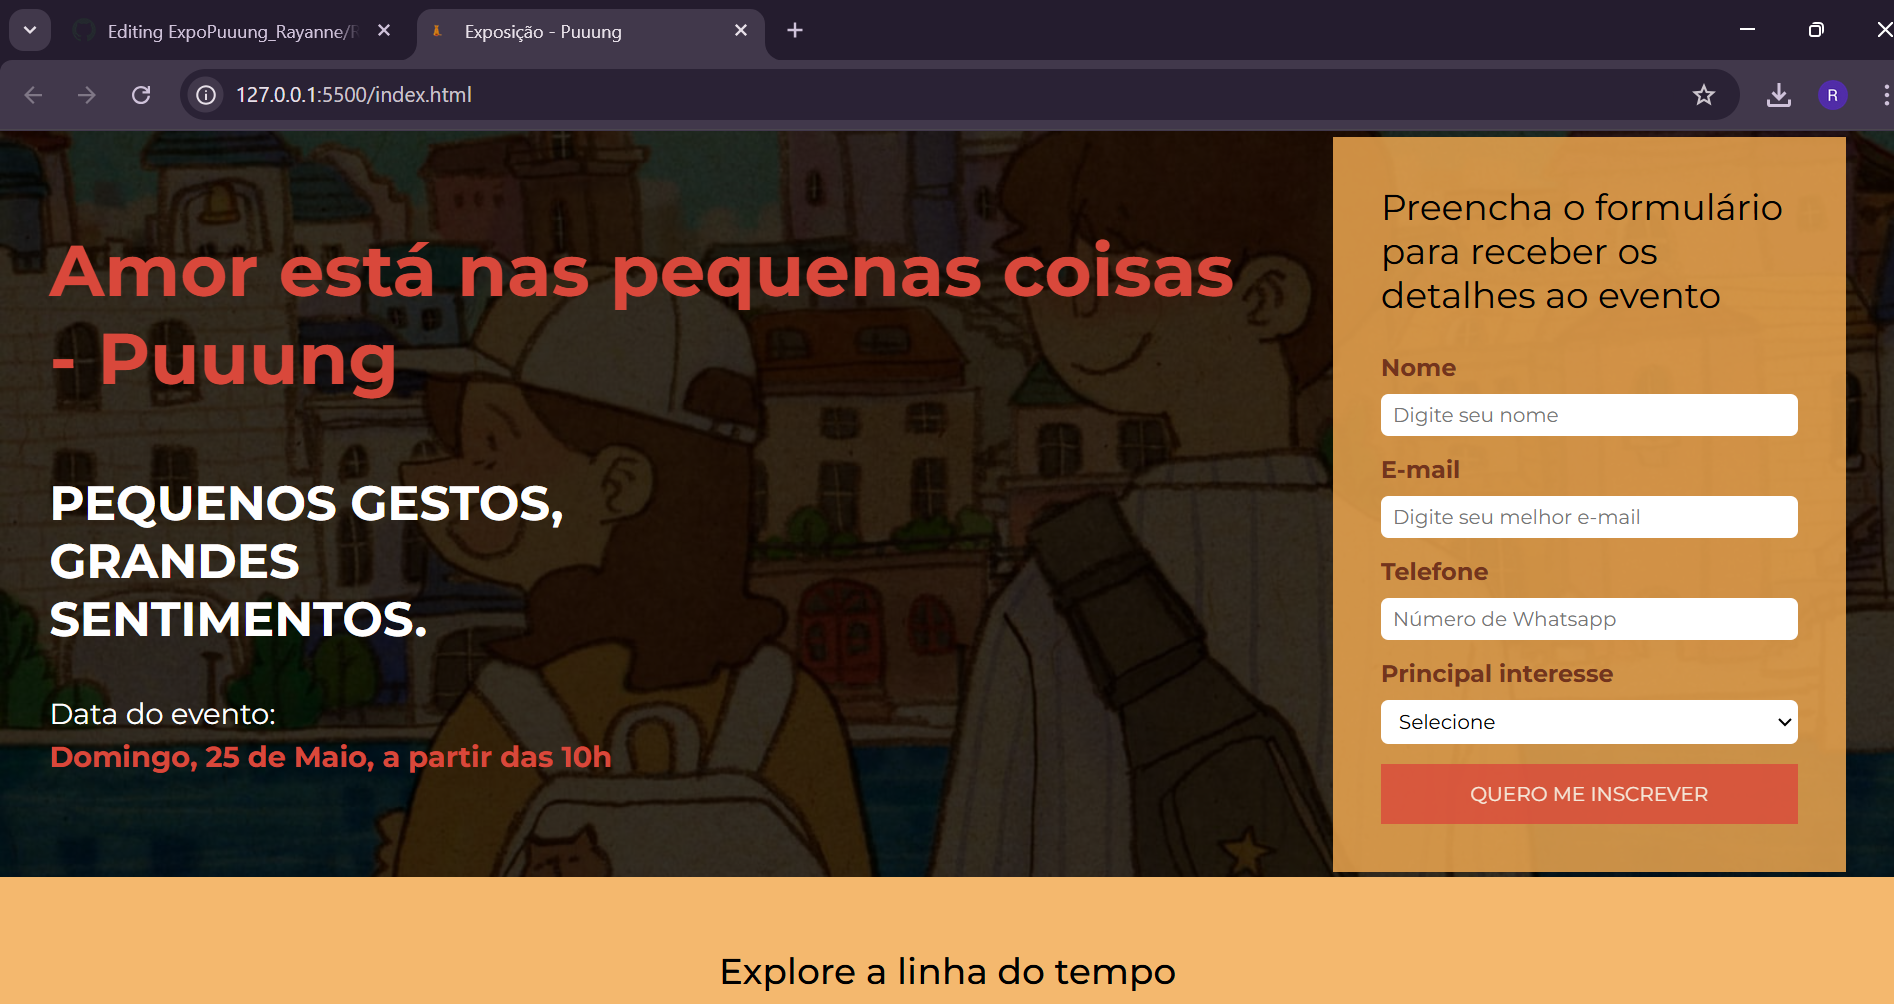 Editing ExpoPuuung_Rayanne/R
Exposição - Puuung
127.0.0.1:5500/index.html
R
Amor está nas pequenas coisas
- Puuung
PEQUENOS GESTOS,
GRANDES
SENTIMENTOS.
Data do evento:
Domingo, 25 de Maio, a partir das 10h
Preencha o formulário
para receber os
detalhes ao evento
Nome
Digite seu nome
E-mail
Digite seu melhor e-mail
Telefone
Número de Whatsapp
Principal interesse
Selecione
QUERO ME INSCREVER
Explore a linha do tempo